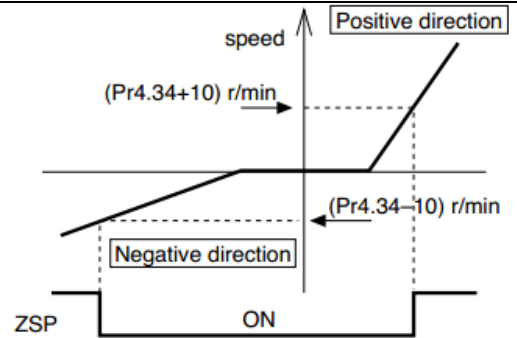 Positive direction
speed
(Pr4.34+10) r/min
(Pr4.34–10) r/min
Negative direction
ZSP
ON